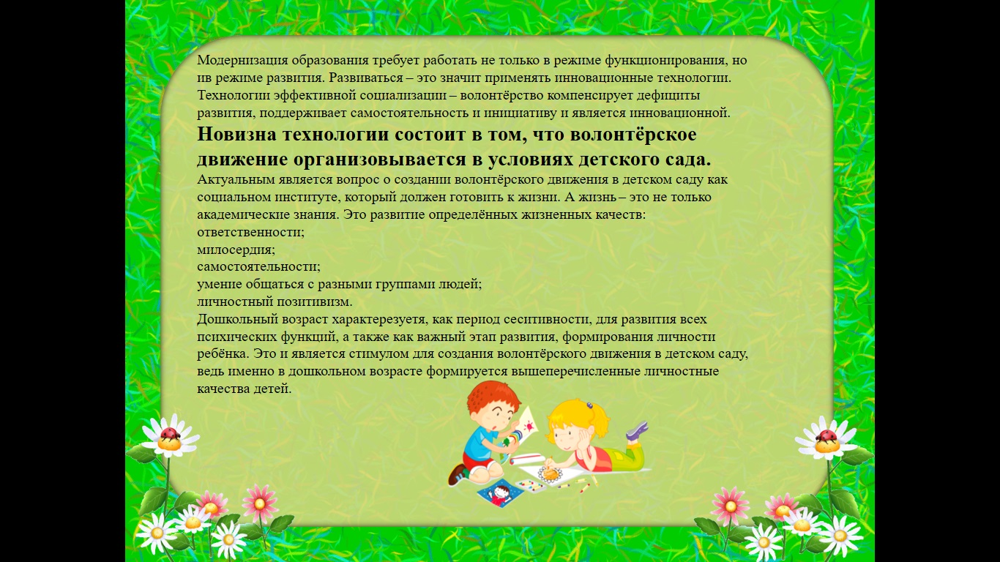 Модернизация образования требует работать не только в режиме функционирования, но
ив режиме развития. Развиваться – это значит применять инновационные технологии.
Технологии эффективной социализации – волонтёрство компенсирует дефициты
развития, поддерживает самостоятельность и инициативу и является инновационной.
Новизна технологии состоит в том, что волонтёрское
движение организовывается в условиях детского сада.
Актуальным является вопрос о создании волонтёрского движения в детском саду как
социальном институте, который должен готовить к жизни. А жизнь – это не только
академические знания. Это развитие определённых жизненных качеств:
ответственности;
милосердия;
самостоятельности;
умение общаться с разными группами людей;
личностный позитивизм.
Дошкольный возраст характерезуетя, как период сеситивности, для развития всех
психических функций, а также как важный этап развития, формирования личности
ребёнка. Это и является стимулом для создания волонтёрского движения в детском саду,
ведь именно в дошкольном возрасте формируется вышеперечисленные личностные
качества детей.